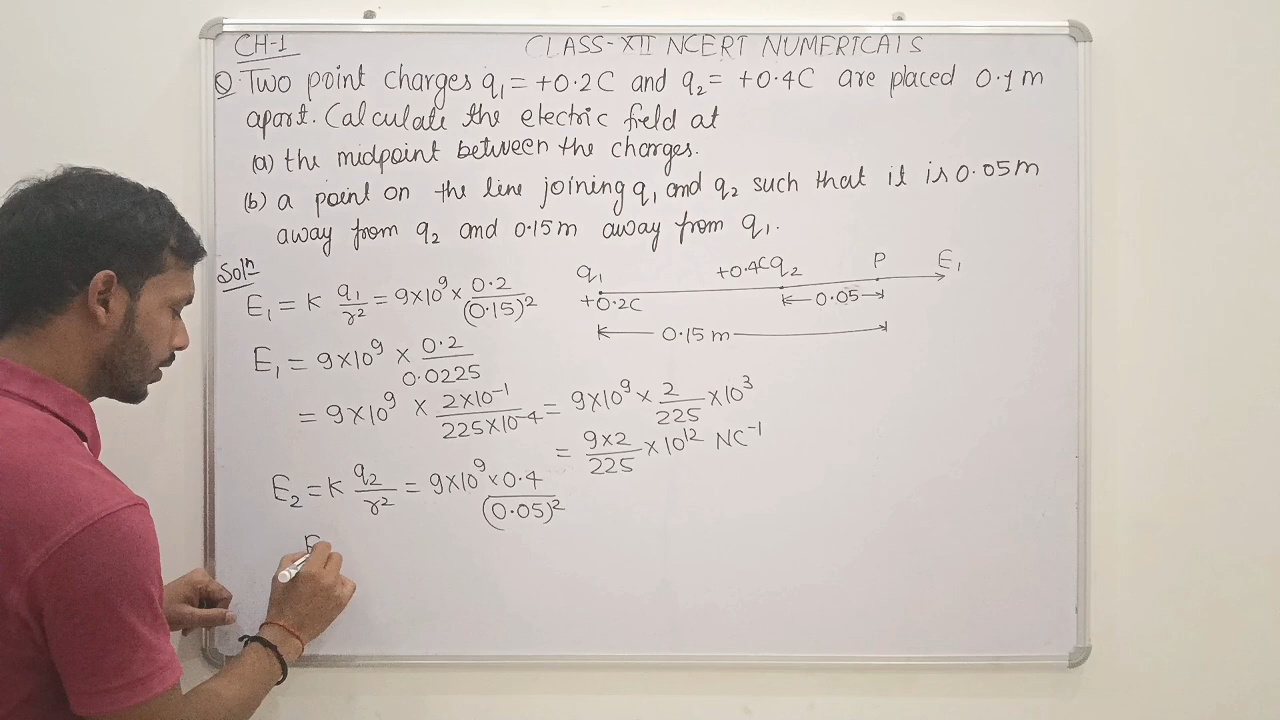 CH-1 CLASS-XII NCERT NUMERICALS
Q. Two point charges q₁ = +0.2C and q₂ = +0.4C are placed 0.1 m
apart. Calculate the electric field at
(a) the midpoint between the charges.
(b) a point on the line joining q₁ and q₂ such that it is 0.05m
away from q₂ and 0.15m away from q₁.
Solⁿ
q₁ +0.4C q₂ P E₁
+0.2C 0.05
0.15 m
E₁ = K q₁/r² = 9×10⁹ × 0.2/(0.15)²
E₁ = 9×10⁹ × 0.2/0.0225
= 9×10⁹ × 2×10⁻¹/225×10⁻⁴ = 9×10⁹ × 2/225 × 10³
= 9×2/225 × 10¹² NC⁻¹
E₂ = K q₂/r² = 9×10⁹ × 0.4/(0.05)²